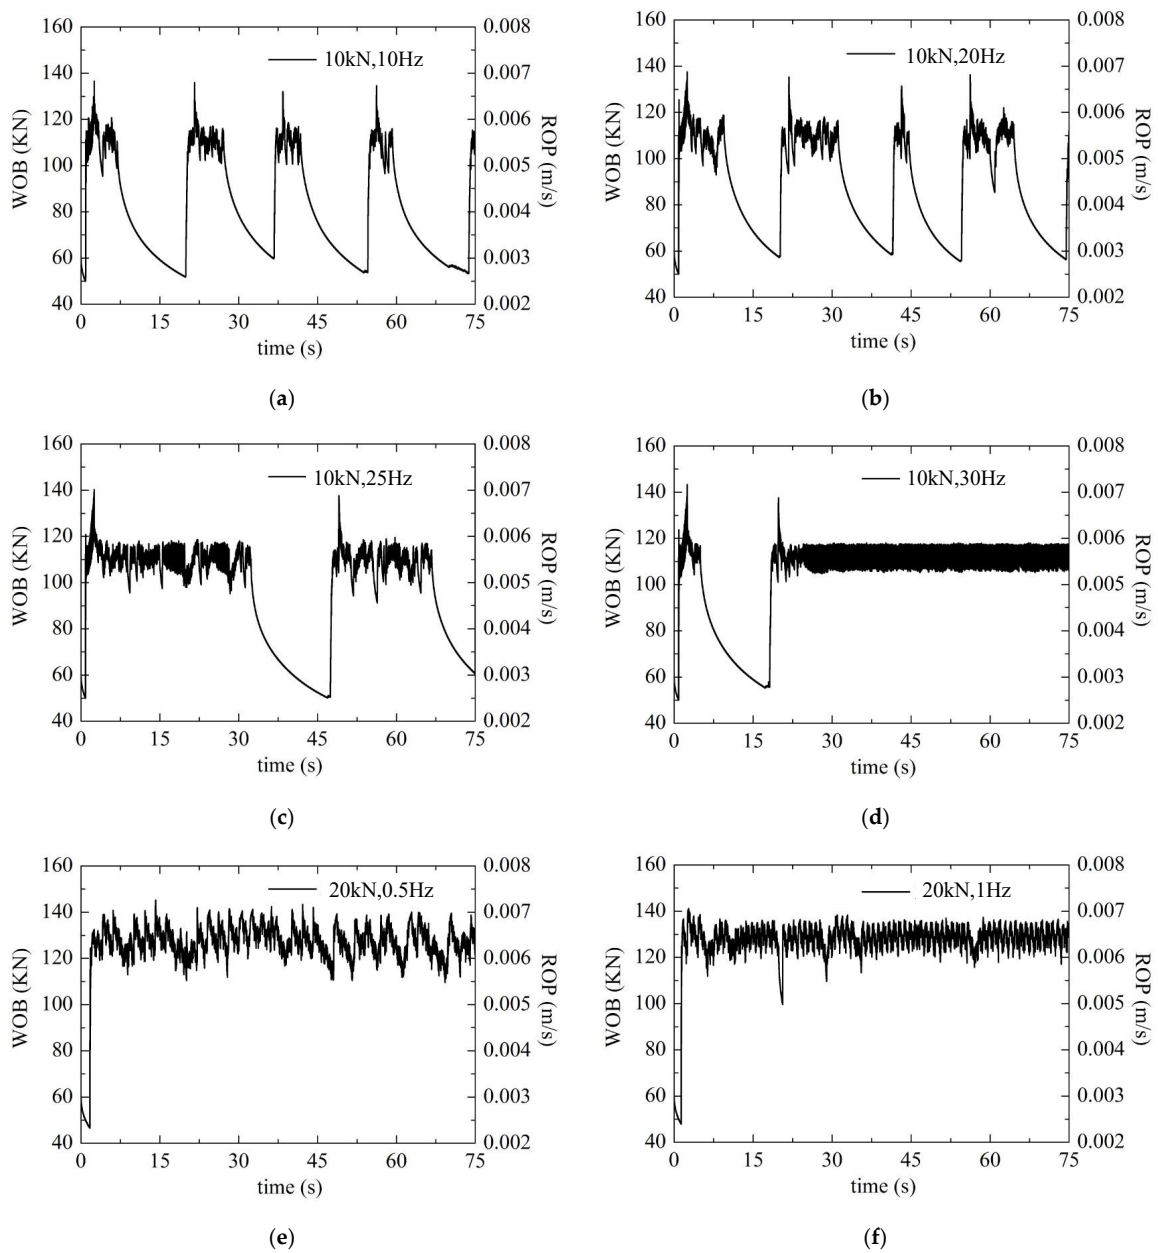 160
140
120
100
80
60
40
WOB (KN)
10kN,10Hz
0.008
0.007
0.006
0.005
0.004
0.003
0.002
ROP (m/s)
0 15 30 45 60 75
time (s)
(a)
160
140
120
100
80
60
40
WOB (KN)
10kN,20Hz
0.008
0.007
0.006
0.005
0.004
0.003
0.002
ROP (m/s)
0 15 30 45 60 75
time (s)
(b)
160
140
120
100
80
60
40
WOB (KN)
10kN,25Hz
0.008
0.007
0.006
0.005
0.004
0.003
0.002
ROP (m/s)
0 15 30 45 60 75
time (s)
(c)
160
140
120
100
80
60
40
WOB (KN)
10kN,30Hz
0.008
0.007
0.006
0.005
0.004
0.003
0.002
ROP (m/s)
0 15 30 45 60 75
time (s)
(d)
160
140
120
100
80
60
40
WOB (KN)
20kN,0.5Hz
0.008
0.007
0.006
0.005
0.004
0.003
0.002
ROP (m/s)
0 15 30 45 60 75
time (s)
(e)
160
140
120
100
80
60
40
WOB (KN)
20kN,1Hz
0.008
0.007
0.006
0.005
0.004
0.003
0.002
ROP (m/s)
0 15 30 45 60 75
time (s)
(f)